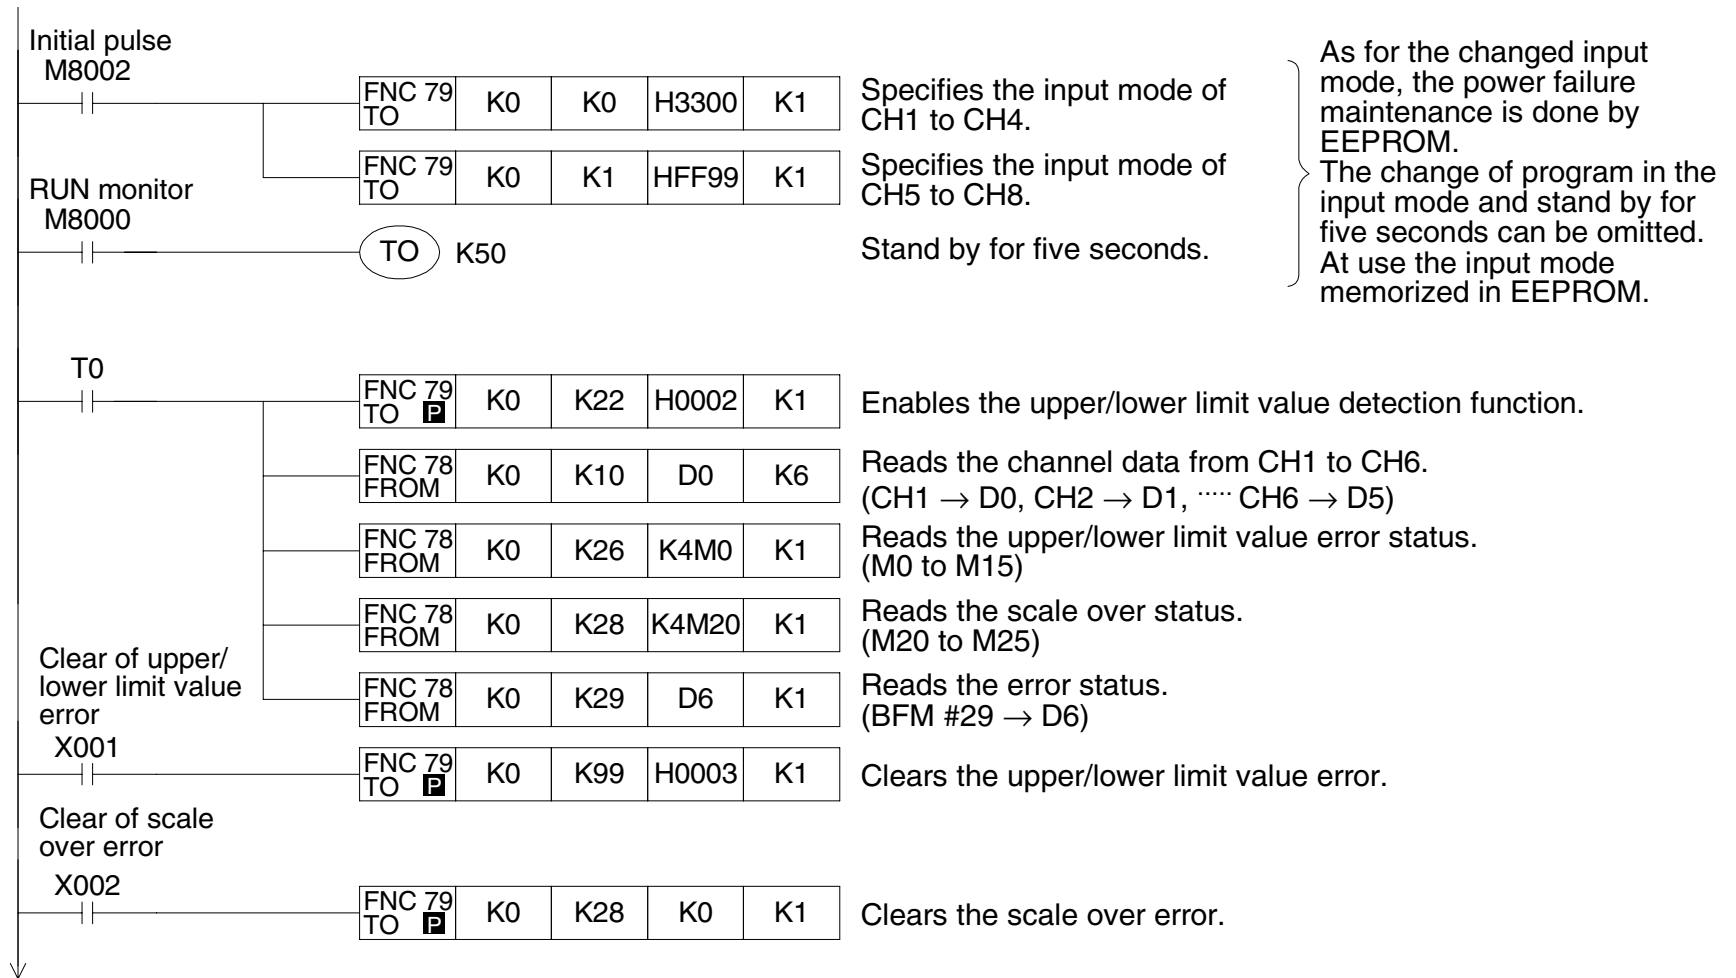 Initial pulse
M8002
FNC 79 TO K0 K0 H3300 K1
Specifies the input mode of
CH1 to CH4.
FNC 79 TO K0 K1 HFF99 K1
Specifies the input mode of
CH5 to CH8.
RUN monitor
M8000
TO K50
Stand by for five seconds.
As for the changed input
mode, the power failure
maintenance is done by
EEPROM.
The change of program in the
input mode and stand by for
five seconds can be omitted.
At use the input mode
memorized in EEPROM.
T0
FNC 79 TO P K0 K22 H0002 K1
Enables the upper/lower limit value detection function.
FNC 78 FROM K0 K10 D0 K6
Reads the channel data from CH1 to CH6.
(CH1 → D0, CH2 → D1, ····· CH6 → D5)
FNC 78 FROM K0 K26 K4M0 K1
Reads the upper/lower limit value error status.
(M0 to M15)
FNC 78 FROM K0 K28 K4M20 K1
Reads the scale over status.
(M20 to M25)
FNC 78 FROM K0 K29 D6 K1
Reads the error status.
(BFM #29 → D6)
Clear of upper/
lower limit value
error
X001
FNC 79 TO P K0 K99 H0003 K1
Clears the upper/lower limit value error.
Clear of scale
over error
X002
FNC 79 TO P K0 K28 K0 K1
Clears the scale over error.